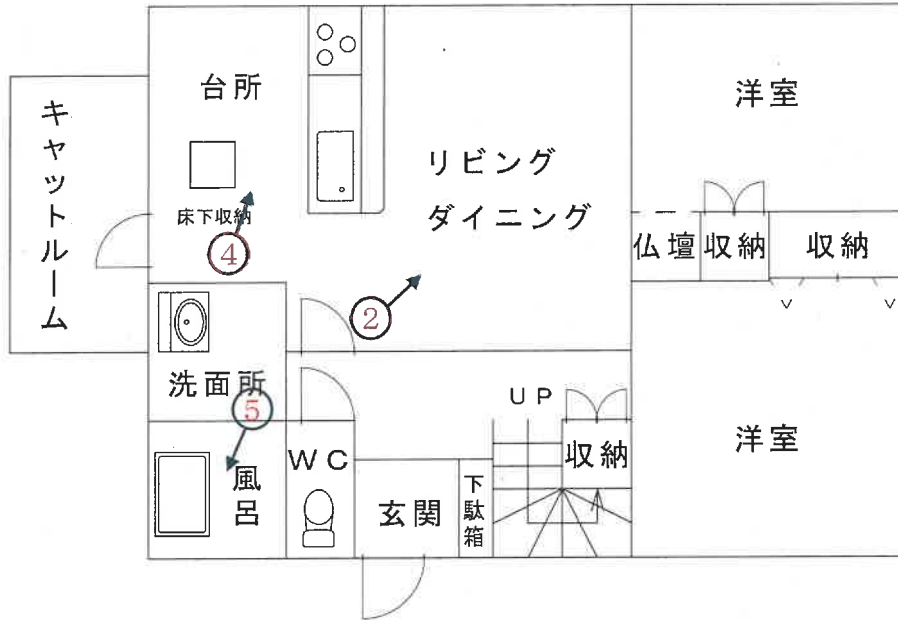 台所
洋室
キャットルーム
リビング
ダイニング
床下収納
④
仏壇
収納
収納
②
洗面所
⑤
UP
洋室
WC
収納
風呂
玄関
下駄箱